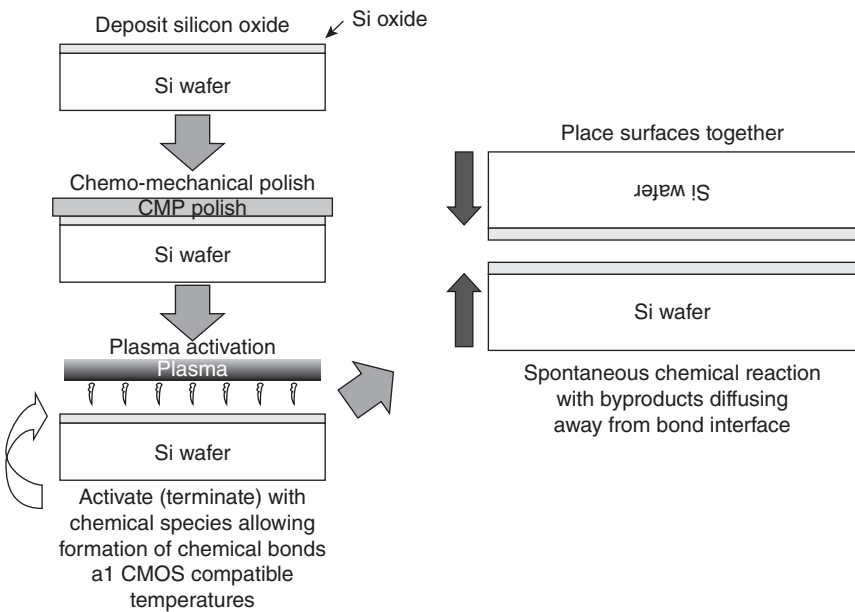 Deposit silicon oxide
Si oxide
Si wafer
Chemo-mechanical polish
CMP polish
Si wafer
Plasma activation
Plasma
Si wafer
Activate (terminate) with
chemical species allowing
formation of chemical bonds
a1 CMOS compatible
temperatures
Place surfaces together
Si wafer
Si wafer
Spontaneous chemical reaction
with byproducts diffusing
away from bond interface